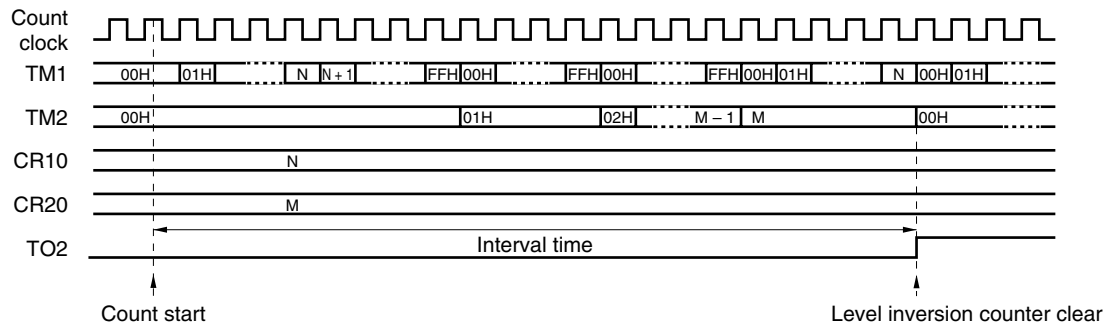 Count
clock
TM1 00H 01H N N + 1 FFH 00H FFH 00H FFH 00H 01H N 00H 01H
TM2 00H 01H 02H M – 1 M 00H
CR10 N
CR20 M
TO2 Interval time
Count start Level inversion counter clear